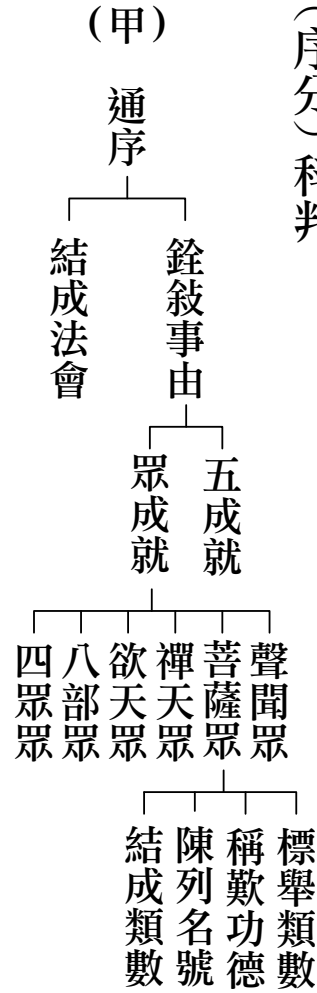 （序分）科判
(甲)
通序
銓敍事由
結成法會
五成就
眾成就
聲聞眾
菩薩眾
禪天眾
欲天眾
八部眾
四眾眾
標舉類數
稱歎功德
陳列名號
結成類數